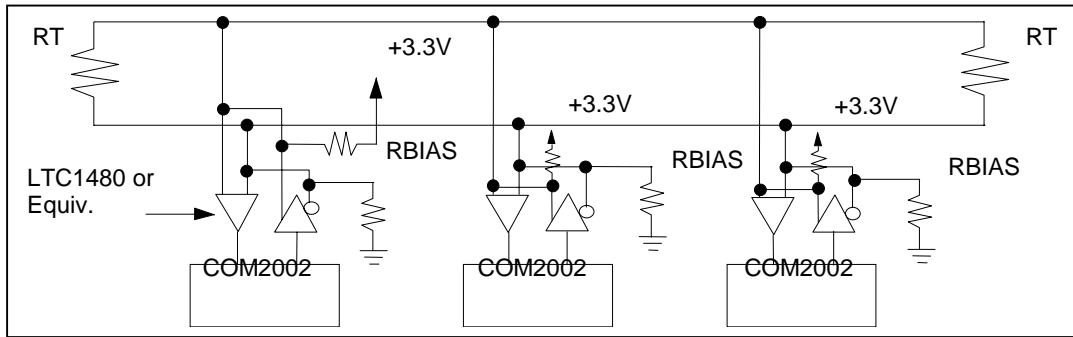 RT
+3.3V
RT
+3.3V
+3.3V
RBIAS
RBIAS
RBIAS
LTC1480 or
Equiv.
COM2002
COM2002
COM2002